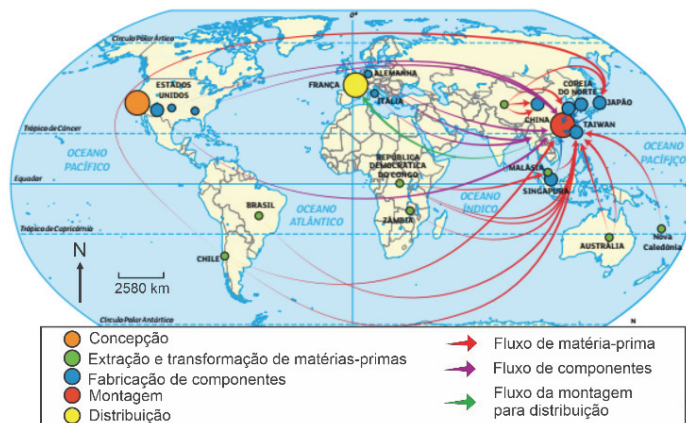 0°
Círculo Polar Ártico
ESTADOS
UNIDOS
ALEMANHA
FRANÇA
ITÁLIA
COREIA
DO NORTE
JAPÃO
CHINA
TAIWAN
Trópico de Câncer
OCEANO
PACÍFICO
OCEANO
PACÍFICO
REPÚBLICA
DEMOCRÁTICA
DO CONGO
MALÁSIA
SINGAPURA
Equador
OCEANO
ATLÂNTICO
OCEANO
ÍNDICO
BRASIL
ZÂMBIA
Trópico de Capricórnio
CHILE
AUSTRÁLIA
Nova
Caledônia
N
2580 km
Círculo Polar Antártico
N
Concepção
Extração e transformação de matérias-primas
Fabricação de componentes
Montagem
Distribuição
Fluxo de matéria-prima
Fluxo de componentes
Fluxo da montagem
para distribuição